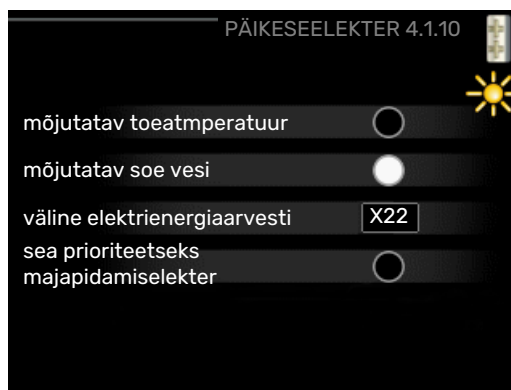 PÄIKESEELEKTER 4.1.10
mõjutatav toeatmperatuur
mõjutatav soe vesi
väline elektrienergiaarvesti X22
sea prioriteetseks
majapidamiselekter